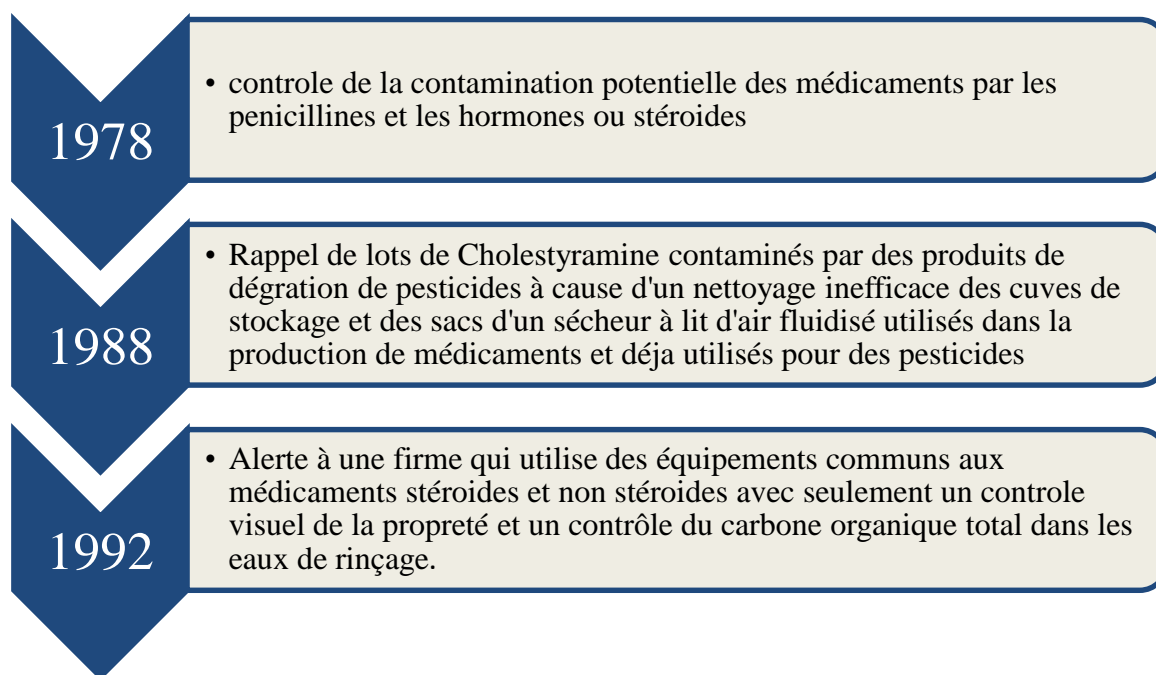 1978
• controle de la contamination potentielle des médicaments par les
penicillines et les hormones ou stéroides
1988
• Rappel de lots de Cholestyramine contaminés par des produits de
dégration de pesticides à cause d'un nettoyage inefficace des cuves de
stockage et des sacs d'un sécheur à lit d'air fluidisé utilisés dans la
production de médicaments et déja utilisés pour des pesticides
1992
• Alerte à une firme qui utilise des équipements communs aux
médicaments stéroides et non stéroides avec seulement un controle
visuel de la propreté et un contrôle du carbone organique total dans les
eaux de rinçage.